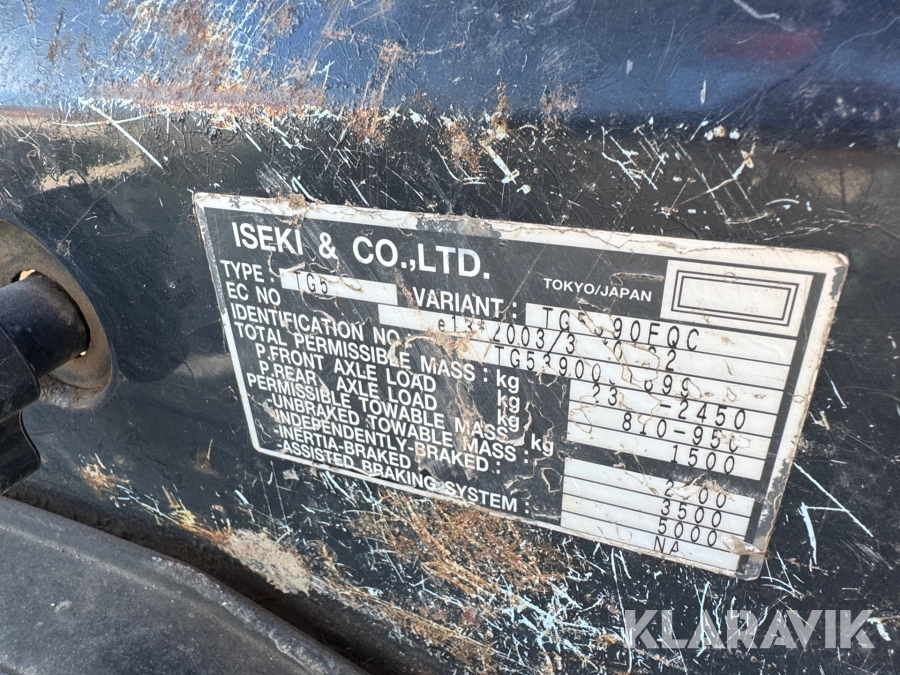 ISEKI & CO.,LTD.
TOKYO/JAPAN
TYPE : TG5
VARIANT :
EC NO
IDENTIFICATION NO.
TOTAL PERMISSIBLE MASS : kg -2450
P.FRONT AXLE LOAD kg
P.REAR AXLE LOAD kg 1500
PERMISSIBLE TOWABLE MASS
-UNBRAKED TOWABLE MASS : kg
-INDEPENDENTLY-BRAKED : 3500
-INERTIA-BRAKED : 5000
-ASSISTED BRAKING SYSTEM : NA
KLARAVIK